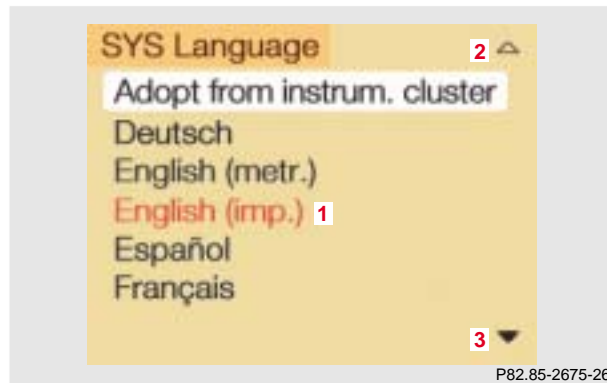 SYS Language
2
Adopt from instrum. cluster
Deutsch
English (metr.)
English (imp.) 1
Español
Français
3
P82.85-2675-26